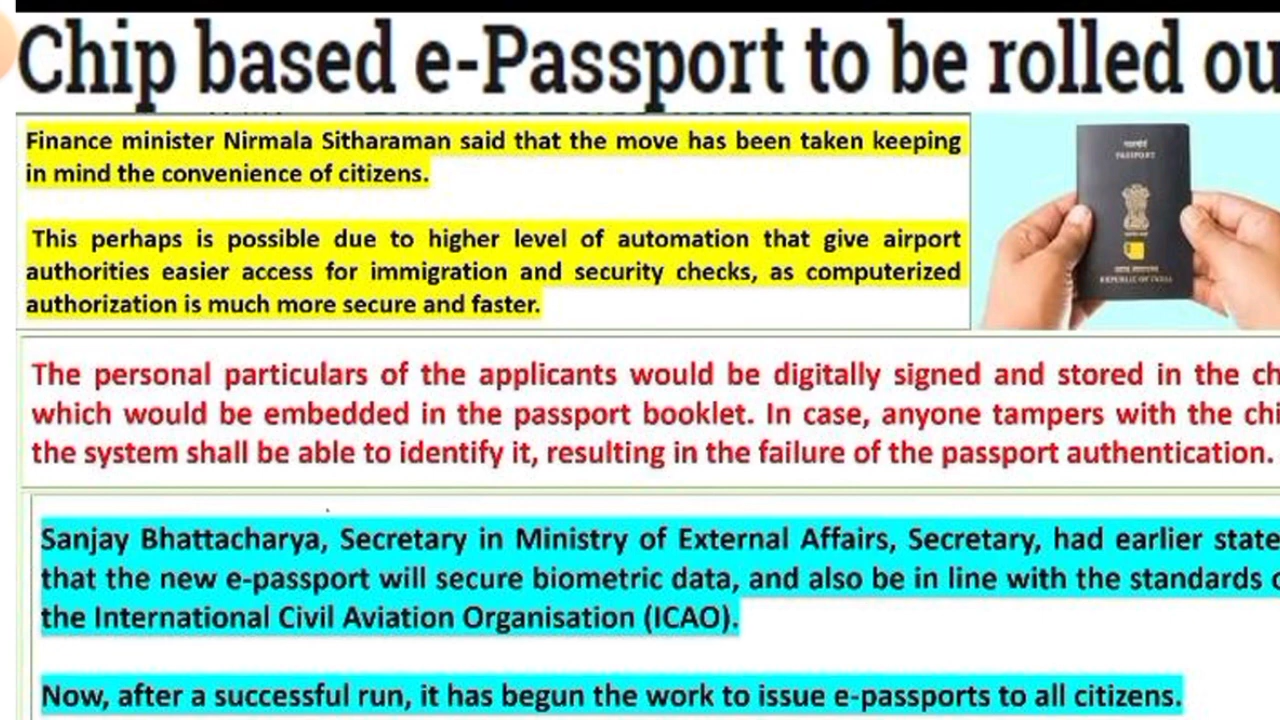 Chip based e-Passport to be rolled ou
Finance minister Nirmala Sitharaman said that the move has been taken keeping
in mind the convenience of citizens.
This perhaps is possible due to higher level of automation that give airport
authorities easier access for immigration and security checks, as computerized
authorization is much more secure and faster.
PASSPORT
REPUBLIC OF INDIA
The personal particulars of the applicants would be digitally signed and stored in the ch
which would be embedded in the passport booklet. In case, anyone tampers with the chi
the system shall be able to identify it, resulting in the failure of the passport authentication.
Sanjay Bhattacharya, Secretary in Ministry of External Affairs, Secretary, had earlier state
that the new e-passport will secure biometric data, and also be in line with the standards o
the International Civil Aviation Organisation (ICAO).
Now, after a successful run, it has begun the work to issue e-passports to all citizens.